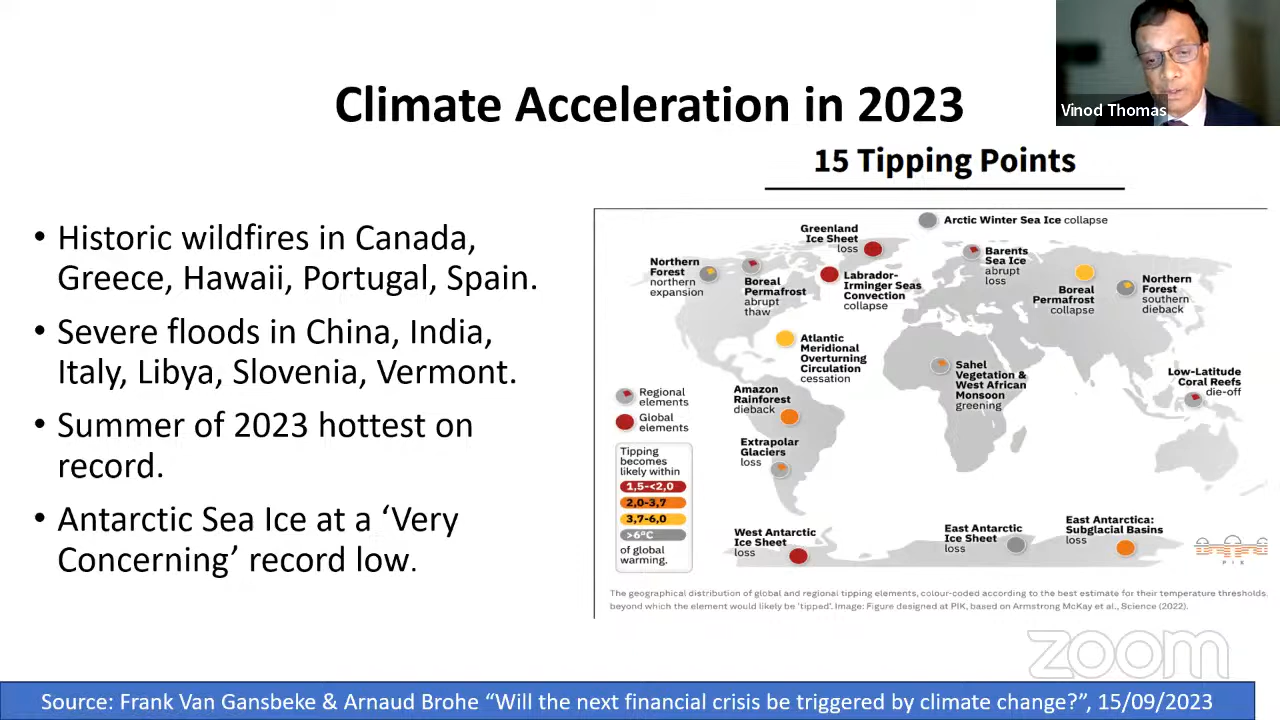 Vinod Thomas
Climate Acceleration in 2023
• Historic wildfires in Canada,
Greece, Hawaii, Portugal, Spain.
• Severe floods in China, India,
Italy, Libya, Slovenia, Vermont.
• Summer of 2023 hottest on
record.
• Antarctic Sea Ice at a ‘Very
Concerning’ record low.
15 Tipping Points
Arctic Winter Sea Ice collapse
Greenland
Ice Sheet
loss
Northern
Forest
northern
expansion
Boreal
Permafrost
abrupt
thaw
Labrador-
Irminger Seas
Convection
collapse
Barents
Sea Ice
abrupt
loss
Boreal
Permafrost
collapse
Northern
Forest
southern
dieback
Atlantic
Meridional
Overturning
Circulation
cessation
Sahel
Vegetation &
West African
Monsoon
greening
Low-Latitude
Coral Reefs
die-off
Amazon
Rainforest
dieback
Extrapolar
Glaciers
loss
Regional
elements
Global
elements
Tipping
becomes
likely within
1,5-<2,0
2,0-3,7
3,7-6,0
>6°C
of global
warming.
West Antarctic
Ice Sheet
loss
East Antarctic
Ice Sheet
loss
East Antarctica:
Subglacial Basins
loss
PIK
The geographical distribution of global and regional tipping elements, colour-coded according to the best estimate for their temperature thresholds,
beyond which the element would likely be 'tipped'. Image: Figure designed at PIK, based on Armstrong McKay et al., Science (2022).
zoom
Source: Frank Van Gansbeke & Arnaud Brohe “Will the next financial crisis be triggered by climate change?”, 15/09/2023